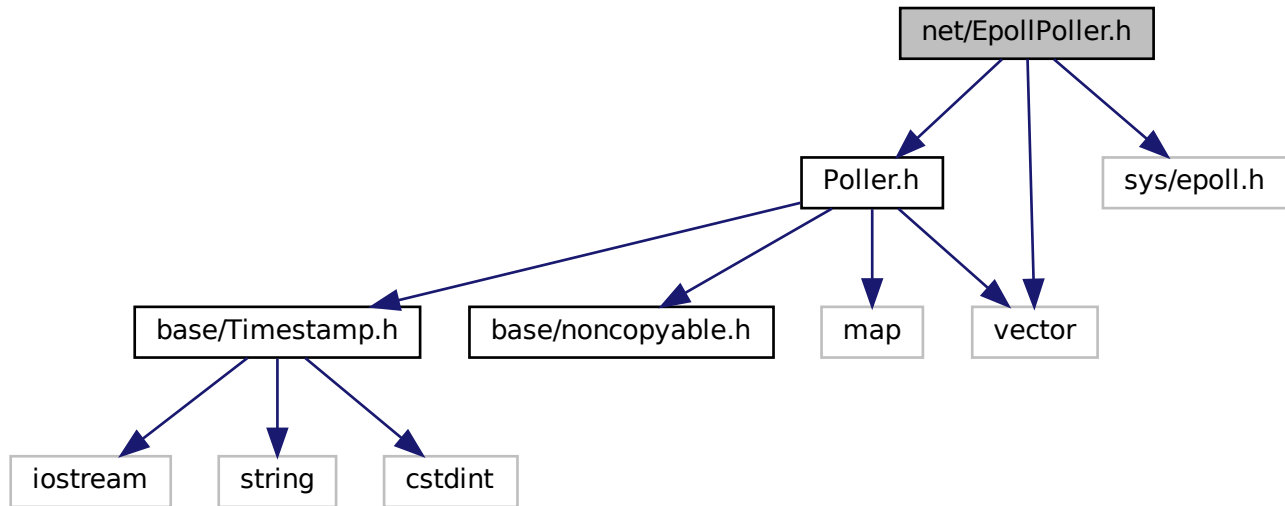 net/EpollPoller.h
Poller.h
sys/epoll.h
base/Timestamp.h
base/noncopyable.h
map
vector
iostream
string
cstdint